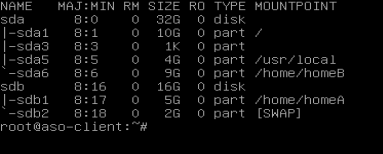 NAME   MAJ:MIN RM SIZE RO TYPE MOUNTPOINT
sda      8:0    0  32G  0 disk
|-sda1   8:1    0  10G  0 part /
|-sda3   8:3    0   1K  0 part
|-sda5   8:5    0   4G  0 part /usr/local
`-sda6   8:6    0   9G  0 part /home/homeB
sdb      8:16   0  16G  0 disk
|-sdb1   8:17   0   5G  0 part /home/homeA
`-sdb2   8:18   0   2G  0 part [SWAP]
root@aso-client:~#